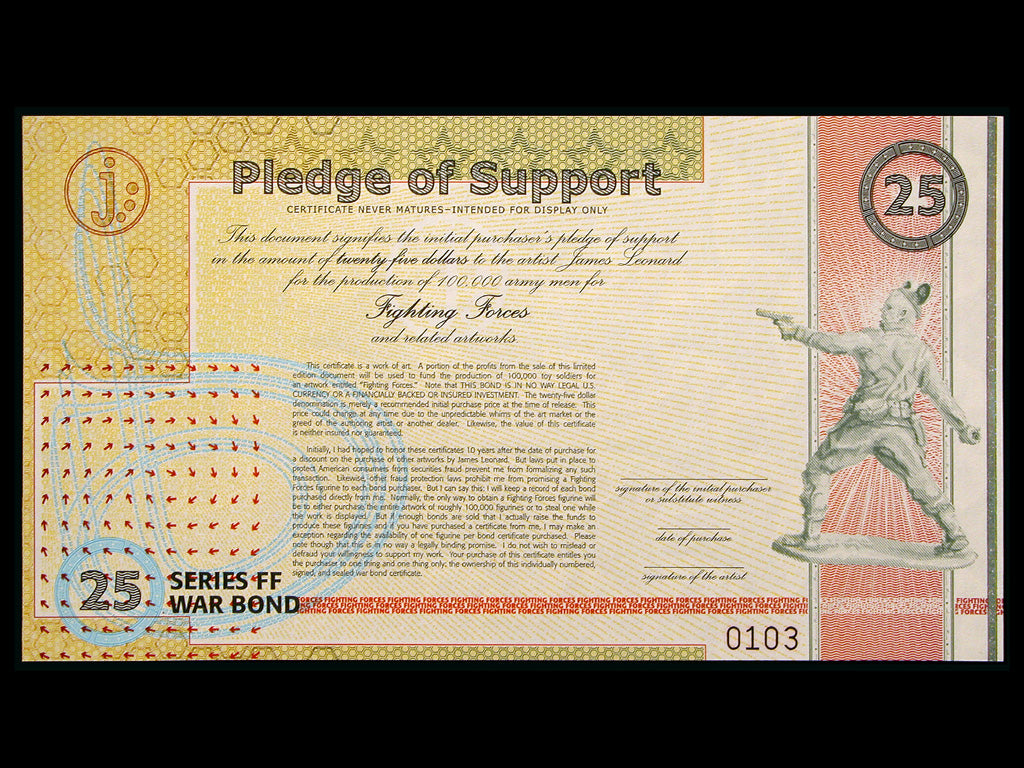 j:.
Pledge of Support
25
CERTIFICATE NEVER MATURES–INTENDED FOR DISPLAY ONLY
This document signifies the initial purchaser's pledge of support
in the amount of twenty-five dollars to the artist James Leonard
for the production of 100,000 army men for
Fighting Forces
and related artworks.
This certificate is a work of art. A portion of the profits from the sale of this limited
edition document will be used to fund the production of 100,000 toy soldiers for
an artwork entitled "Fighting Forces." Note that THIS BOND IS IN NO WAY LEGAL U.S.
CURRENCY OR A FINANCIALLY BACKED OR INSURED INVESTMENT. The twenty-five dollar
denomination is merely a recommended initial purchase price at the time of release. This
price could change at any time due to the unpredictable whims of the art market or the
greed of the authoring artist or another dealer. Likewise, the value of this certificate
is neither insured nor guaranteed.
Initially, I had hoped to honor these certificates 10 years after the date of purchase for
a discount on the purchase of other artworks by James Leonard. But laws put in place to
protect American consumers from securities fraud prevent me from formalizing any such
transaction. Likewise, other fraud protection laws prohibit me from promising a Fighting
Forces figurine to each bond purchaser. But I can say this: I will keep a record of each bond
purchased directly from me. Normally, the only way to obtain a Fighting Forces figurine will
be to either purchase the entire artwork of roughly 100,000 figurines or to steal one while
the work is displayed. But if enough bonds are sold that I actually raise the funds to
produce these figurines and if you have purchased a certificate from me, I may make an
exception regarding the availability of one figurine per bond certificate purchased. Please
note though that this is in no way a legally binding promise. I do not wish to mislead or
defraud your willingness to support my work. Your purchase of this certificate entitles you
the purchaser to one thing and one thing only: the ownership of this individually numbered,
signed, and sealed war bond certificate.
signature of the initial purchaser
or substitute witness
date of purchase
signature of the artist
25
SERIES FF
WAR BOND
FORCES FIGHTING FORCES FIGHTING FORCES FIGHTING FORCES FIGHTING FORCES FIGHTING FORCES FIGHTING
0103